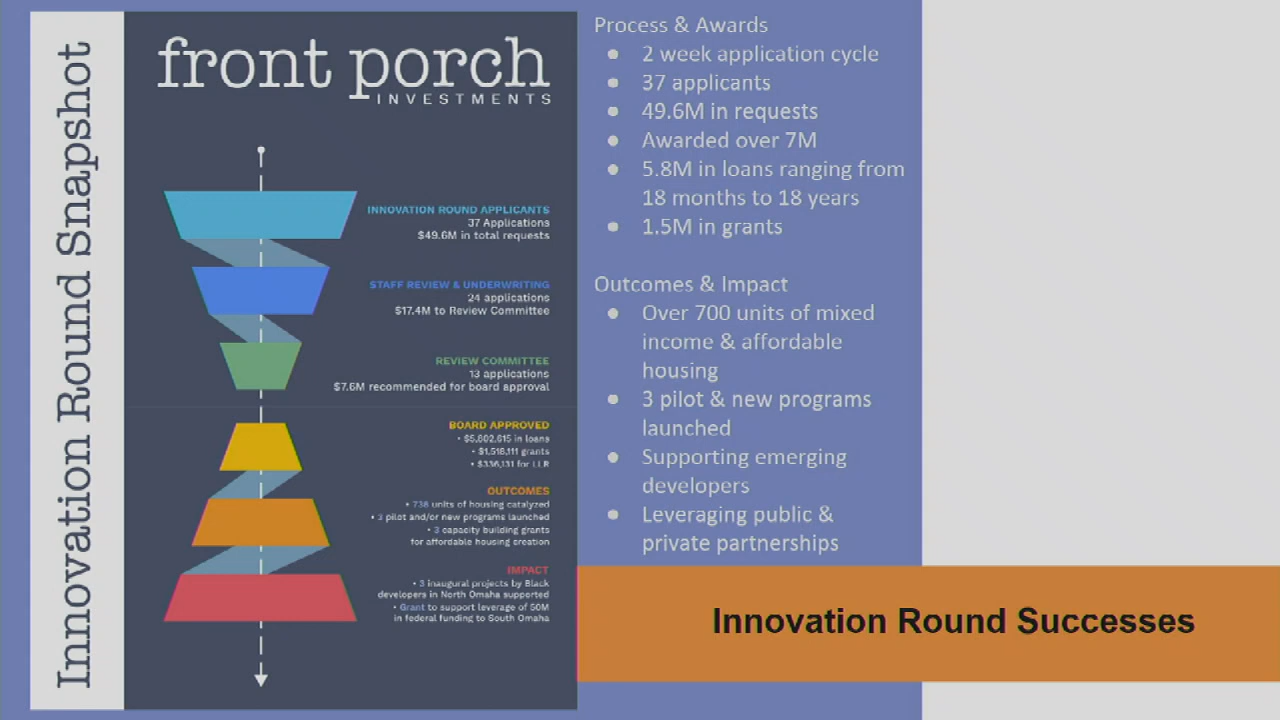 Innovation Round Snapshot
front porch
INVESTMENTS
INNOVATION ROUND APPLICANTS
37 Applications
$49.6M in total requests
STAFF REVIEW & UNDERWRITING
24 applications
$17.4M to Review Committee
REVIEW COMMITTEE
13 applications
$7.6M recommended for board approval
BOARD APPROVED
• $5,802,615 in loans
• $1,518,111 grants
• $336,131 for LLR
OUTCOMES
• 738 units of housing catalyzed
• 3 pilot and/or new programs launched
• 3 capacity building grants
for affordable housing creation
IMPACT
• 3 inaugural projects by Black
developers in North Omaha supported
• Grant to support leverage of 50M
in federal funding to South Omaha
Process & Awards
● 2 week application cycle
● 37 applicants
● 49.6M in requests
● Awarded over 7M
● 5.8M in loans ranging from
18 months to 18 years
● 1.5M in grants
Outcomes & Impact
● Over 700 units of mixed
income & affordable
housing
● 3 pilot & new programs
launched
● Supporting emerging
developers
● Leveraging public &
private partnerships
Innovation Round Successes